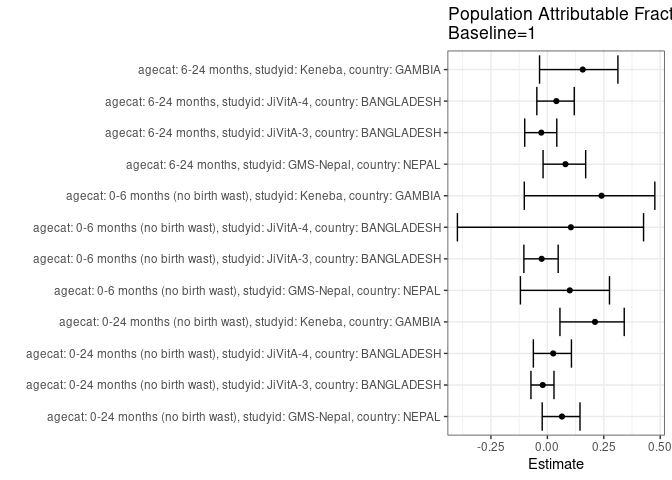 Population Attributable Fract
Baseline=1
agecat: 6-24 months, studyid: Keneba, country: GAMBIA
agecat: 6-24 months, studyid: JiVitA-4, country: BANGLADESH
agecat: 6-24 months, studyid: JiVitA-3, country: BANGLADESH
agecat: 6-24 months, studyid: GMS-Nepal, country: NEPAL
agecat: 0-6 months (no birth wast), studyid: Keneba, country: GAMBIA
agecat: 0-6 months (no birth wast), studyid: JiVitA-4, country: BANGLADESH
agecat: 0-6 months (no birth wast), studyid: JiVitA-3, country: BANGLADESH
agecat: 0-6 months (no birth wast), studyid: GMS-Nepal, country: NEPAL
agecat: 0-24 months (no birth wast), studyid: Keneba, country: GAMBIA
agecat: 0-24 months (no birth wast), studyid: JiVitA-4, country: BANGLADESH
agecat: 0-24 months (no birth wast), studyid: JiVitA-3, country: BANGLADESH
agecat: 0-24 months (no birth wast), studyid: GMS-Nepal, country: NEPAL
-0.25 0.00 0.25 0.50
Estimate